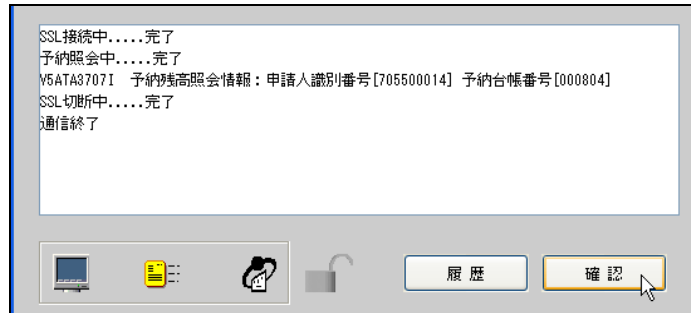 SSL接続中.....完了
予納照会中.....完了
V5ATA3707I 予納残高照会情報：申請人識別番号[705500014] 予納台帳番号[000804]
SSL切断中.....完了
通信終了
履歴
確認